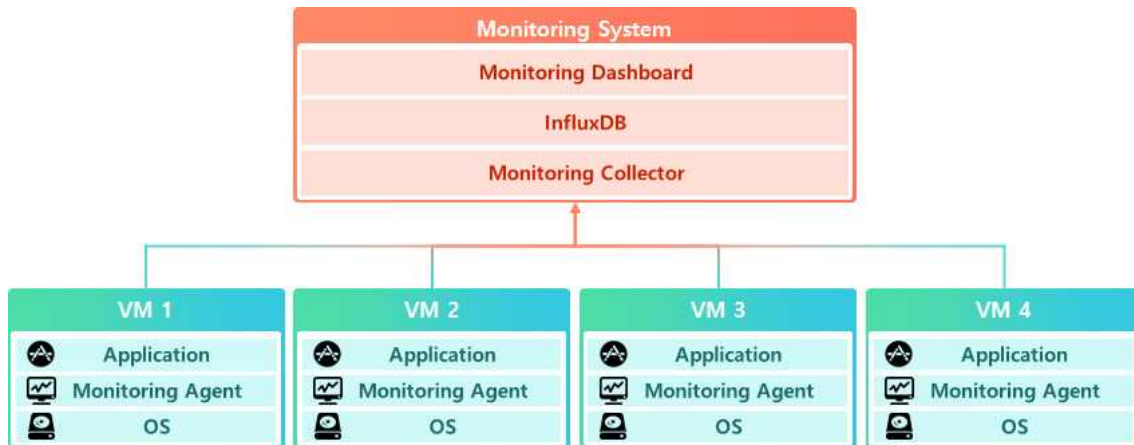 Monitoring System
Monitoring Dashboard
InfluxDB
Monitoring Collector
VM 1
Application
Monitoring Agent
OS
VM 2
Application
Monitoring Agent
OS
VM 3
Application
Monitoring Agent
OS
VM 4
Application
Monitoring Agent
OS